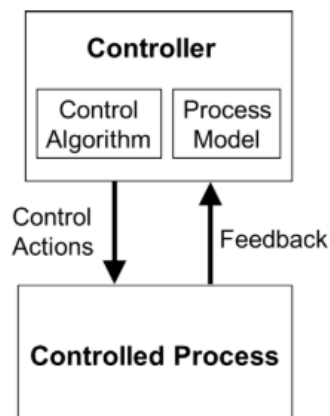 Controller
Control
Algorithm
Process
Model
Control
Actions
Feedback
Controlled Process